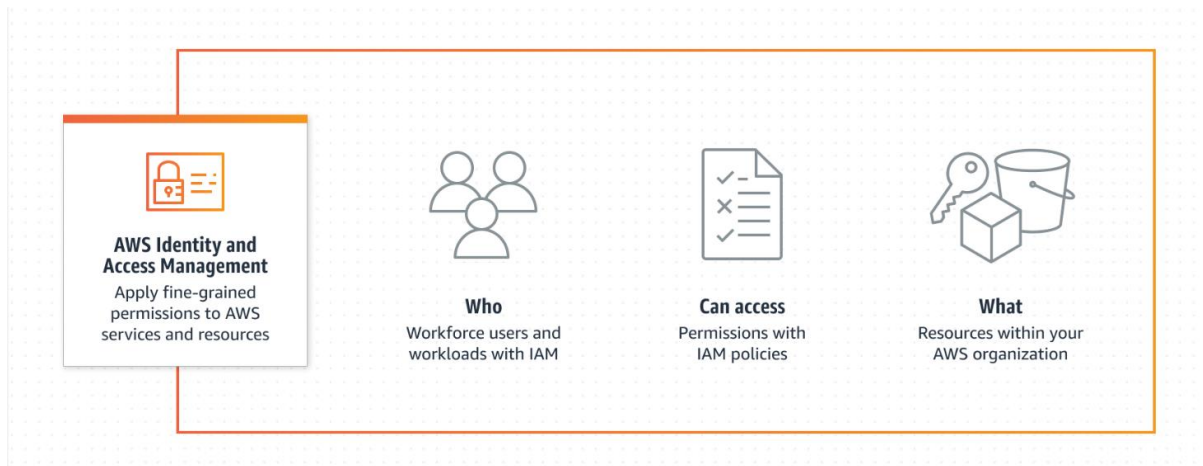 AWS Identity and
Access Management
Apply fine-grained
permissions to AWS
services and resources
Who
Workforce users and
workloads with IAM
Can access
Permissions with
IAM policies
What
Resources within your
AWS organization